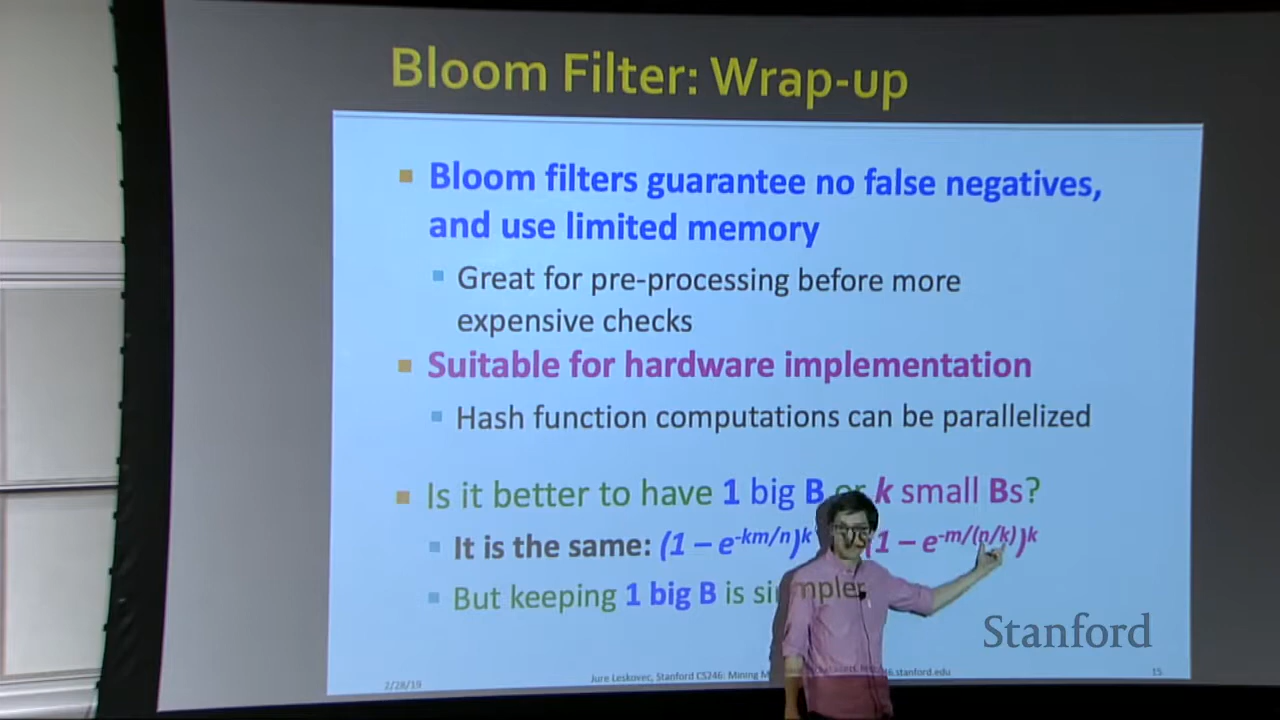 Bloom Filter: Wrap-up
Bloom filters guarantee no false negatives,
and use limited memory
Great for pre-processing before more
expensive checks
Suitable for hardware implementation
Hash function computations can be parallelized
Is it better to have 1 big B or k small Bs?
It is the same: (1 – e^-km/n)^k (1 – e^-m/(n/k))^k
But keeping 1 big B is simpler
Stanford
2/28/19
Jure Leskovec, Stanford CS246: Mining
15